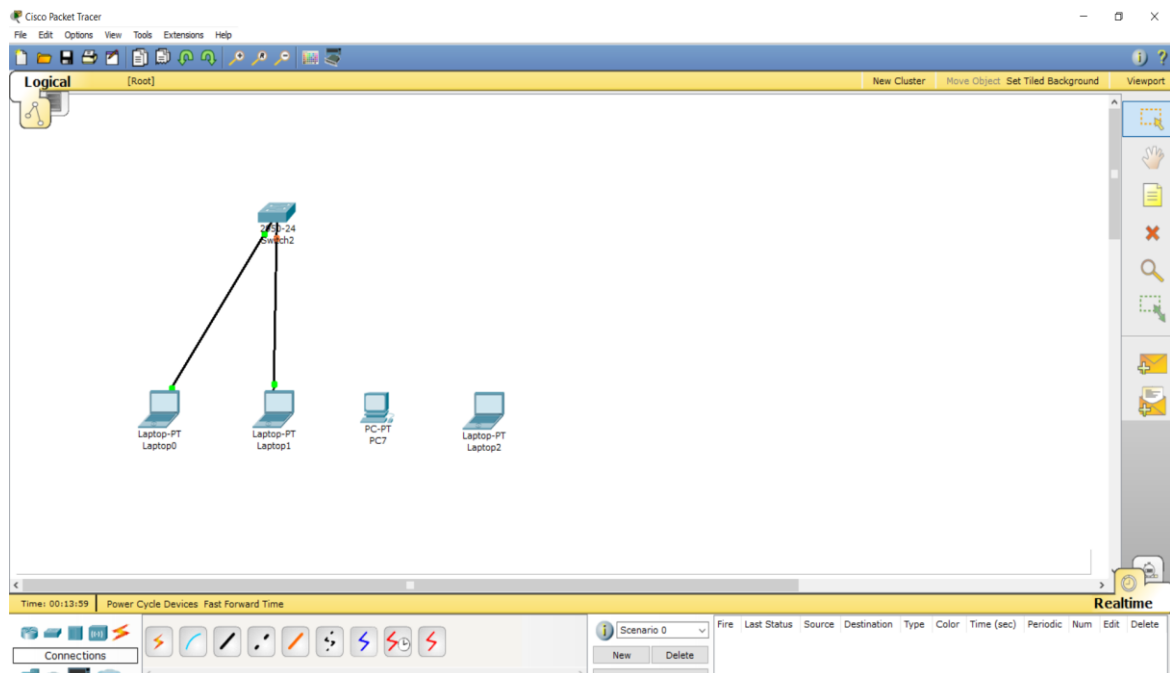 Cisco Packet Tracer
File Edit Options View Tools Extensions Help
Logical [Root] New Cluster Move Object Set Tiled Background Viewport
2950-24
Switch2
Laptop-PT
Laptop0
Laptop-PT
Laptop1
PC-PT
PC7
Laptop-PT
Laptop2
Time: 00:13:59 Power Cycle Devices Fast Forward Time Realtime
Connections
Scenario 0
New Delete
Fire Last Status Source Destination Type Color Time (sec) Periodic Num Edit Delete